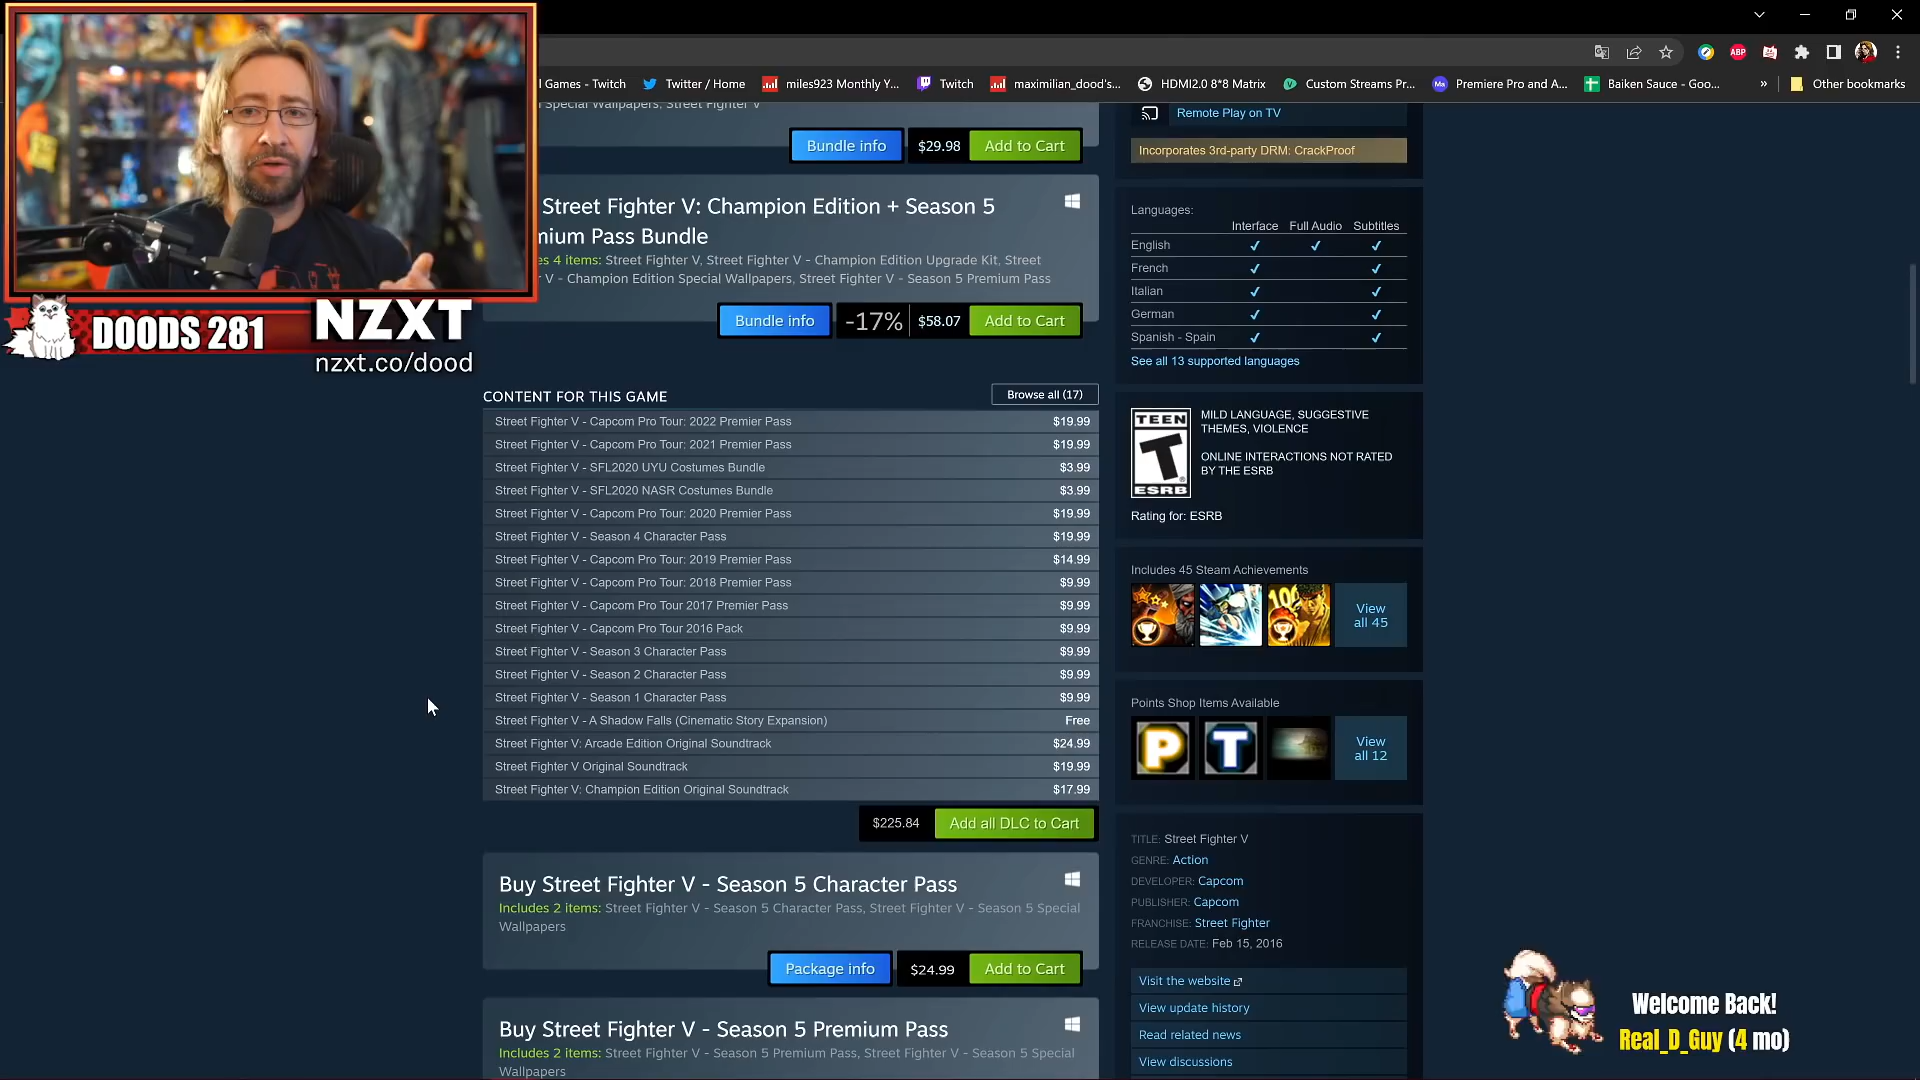 l Games - Twitch
Twitter / Home
miles923 Monthly Y...
Twitch
maximilian_dood's...
HDMI2.0 8*8 Matrix
Custom Streams Pr...
Premiere Pro and A...
Baiken Sauce - Goo...
»
Other bookmarks
ABP
Special Wallpapers, Street Fighter V
Bundle info
$29.98
Add to Cart
Street Fighter V: Champion Edition + Season 5
mium Pass Bundle
es 4 items: Street Fighter V, Street Fighter V - Champion Edition Upgrade Kit, Street
r V - Champion Edition Special Wallpapers, Street Fighter V - Season 5 Premium Pass
Bundle info
-17%
$58.07
Add to Cart
DOODS 281
NZXT
nzxt.co/dood
CONTENT FOR THIS GAME
Browse all (17)
Street Fighter V - Capcom Pro Tour: 2022 Premier Pass $19.99
Street Fighter V - Capcom Pro Tour: 2021 Premier Pass $19.99
Street Fighter V - SFL2020 UYU Costumes Bundle $3.99
Street Fighter V - SFL2020 NASR Costumes Bundle $3.99
Street Fighter V - Capcom Pro Tour: 2020 Premier Pass $19.99
Street Fighter V - Season 4 Character Pass $19.99
Street Fighter V - Capcom Pro Tour: 2019 Premier Pass $14.99
Street Fighter V - Capcom Pro Tour: 2018 Premier Pass $9.99
Street Fighter V - Capcom Pro Tour 2017 Premier Pass $9.99
Street Fighter V - Capcom Pro Tour 2016 Pack $9.99
Street Fighter V - Season 3 Character Pass $9.99
Street Fighter V - Season 2 Character Pass $9.99
Street Fighter V - Season 1 Character Pass $9.99
Street Fighter V - A Shadow Falls (Cinematic Story Expansion) Free
Street Fighter V: Arcade Edition Original Soundtrack $24.99
Street Fighter V Original Soundtrack $19.99
Street Fighter V: Champion Edition Original Soundtrack $17.99
$225.84
Add all DLC to Cart
Buy Street Fighter V - Season 5 Character Pass
Includes 2 items: Street Fighter V - Season 5 Character Pass, Street Fighter V - Season 5 Special
Wallpapers
Package info
$24.99
Add to Cart
Buy Street Fighter V - Season 5 Premium Pass
Includes 2 items: Street Fighter V - Season 5 Premium Pass, Street Fighter V - Season 5 Special
Wallpapers
Remote Play on TV
Incorporates 3rd-party DRM: CrackProof
Languages:
Interface Full Audio Subtitles
English ✔ ✔ ✔
French ✔ ✔
Italian ✔ ✔
German ✔ ✔
Spanish - Spain ✔ ✔
See all 13 supported languages
TEEN
T
ESRB
MILD LANGUAGE, SUGGESTIVE
THEMES, VIOLENCE
ONLINE INTERACTIONS NOT RATED
BY THE ESRB
Rating for: ESRB
Includes 45 Steam Achievements
View
all 45
Points Shop Items Available
P
T
View
all 12
TITLE: Street Fighter V
GENRE: Action
DEVELOPER: Capcom
PUBLISHER: Capcom
FRANCHISE: Street Fighter
RELEASE DATE: Feb 15, 2016
Visit the website
View update history
Read related news
View discussions
Welcome Back!
Real_D_Guy (4 mo)